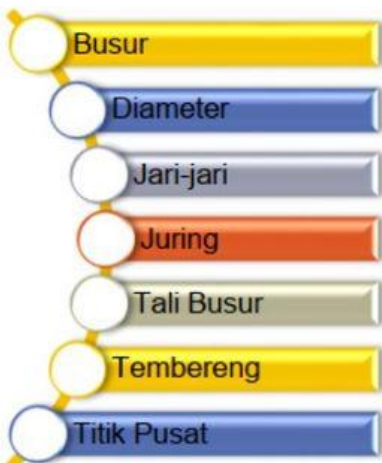 Busur
Diameter
Jari-jari
Juring
Tali Busur
Tembereng
Titik Pusat